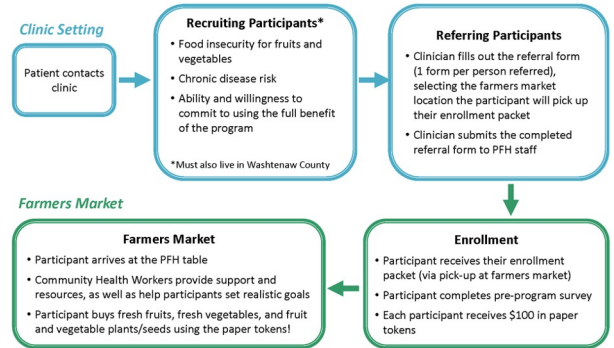 Clinic Setting
Patient contacts
clinic
Recruiting Participants*
• Food insecurity for fruits and
vegetables
• Chronic disease risk
• Ability and willingness to
commit to using the full benefit
of the program
*Must also live in Washtenaw County
Referring Participants
• Clinician fills out the referral form
(1 form per person referred),
selecting the farmers market
location the participant will pick up
their enrollment packet
• Clinician submits the completed
referral form to PFH staff
Farmers Market
Enrollment
• Participant receives their enrollment
packet (via pick-up at farmers market)
• Participant completes pre-program survey
• Each participant receives $100 in paper
tokens
Farmers Market
• Participant arrives at the PFH table
• Community Health Workers provide support and
resources, as well as help participants set realistic goals
• Participant buys fresh fruits, fresh vegetables, and fruit
and vegetable plants/seeds using the paper tokens!